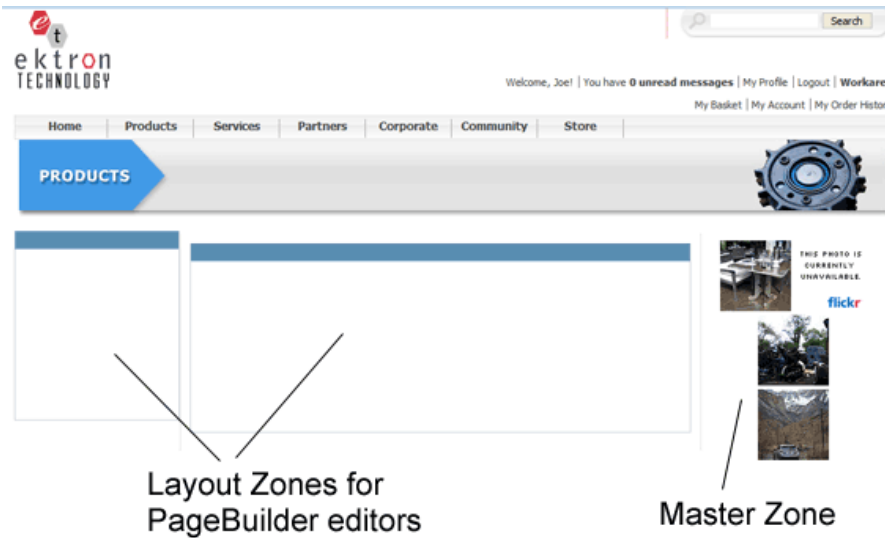 et
ektron
TECHNOLOGY
Search
Welcome, Joe! | You have 0 unread messages | My Profile | Logout | Workare
My Basket | My Account | My Order Histor
Home Products Services Partners Corporate Community Store
PRODUCTS
THIS PHOTO IS
CURRENTLY
UNAVAILABLE.
flickr
Layout Zones for
PageBuilder editors
Master Zone